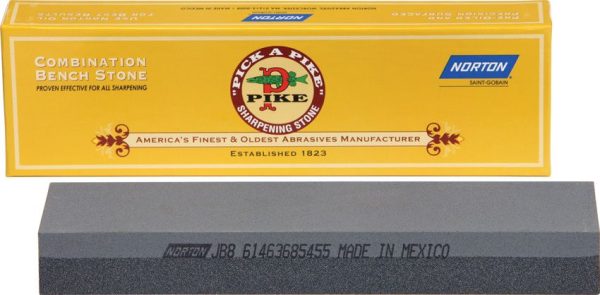 COMBINATION
BENCH STONE
PROVEN EFFECTIVE FOR ALL SHARPENING
"PICK A PIKE"
PIKE
SHARPENING STONE
NORTON
SAINT-GOBAIN
AMERICA'S FINEST & OLDEST ABRASIVES MANUFACTURER
ESTABLISHED 1823
NORTON JB8 61463685455 MADE IN MEXICO